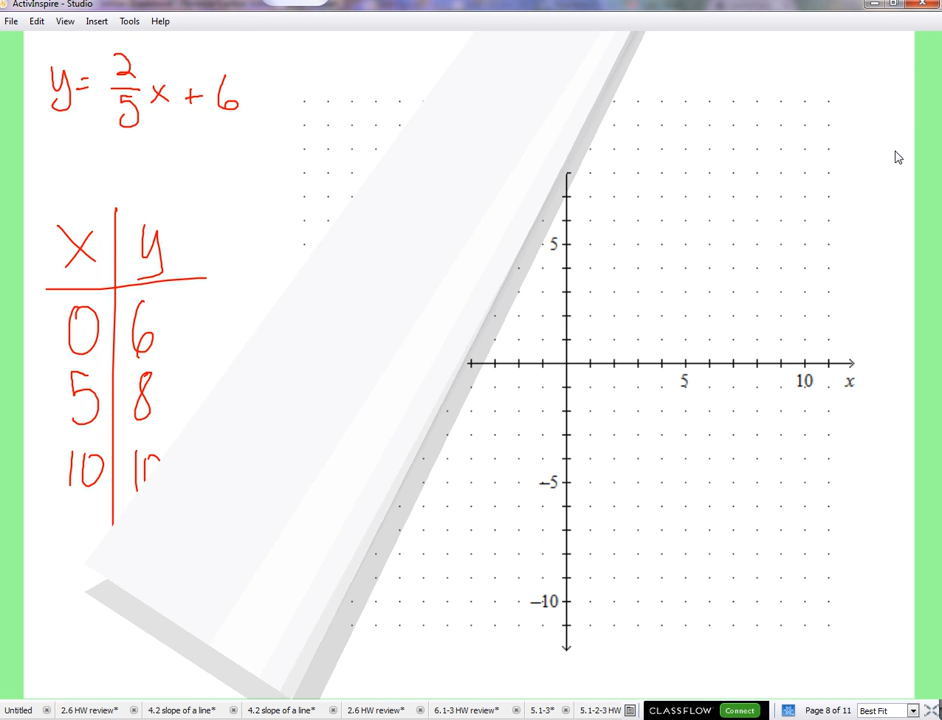 ActivInspire - Studio
File Edit View Insert Tools Help
y = 2/5 x + 6
x y
0 6
5 8
10
5
5 10 x
-5
-10
Untitled 2.6 HW review* 4.2 slope of a line* 4.2 slope of a line* 2.6 HW review* 6.1-3 HW review* 5.1-3* 5.1-2-3 HW CLASSFLOW Connect Page 8 of 11 Best Fit